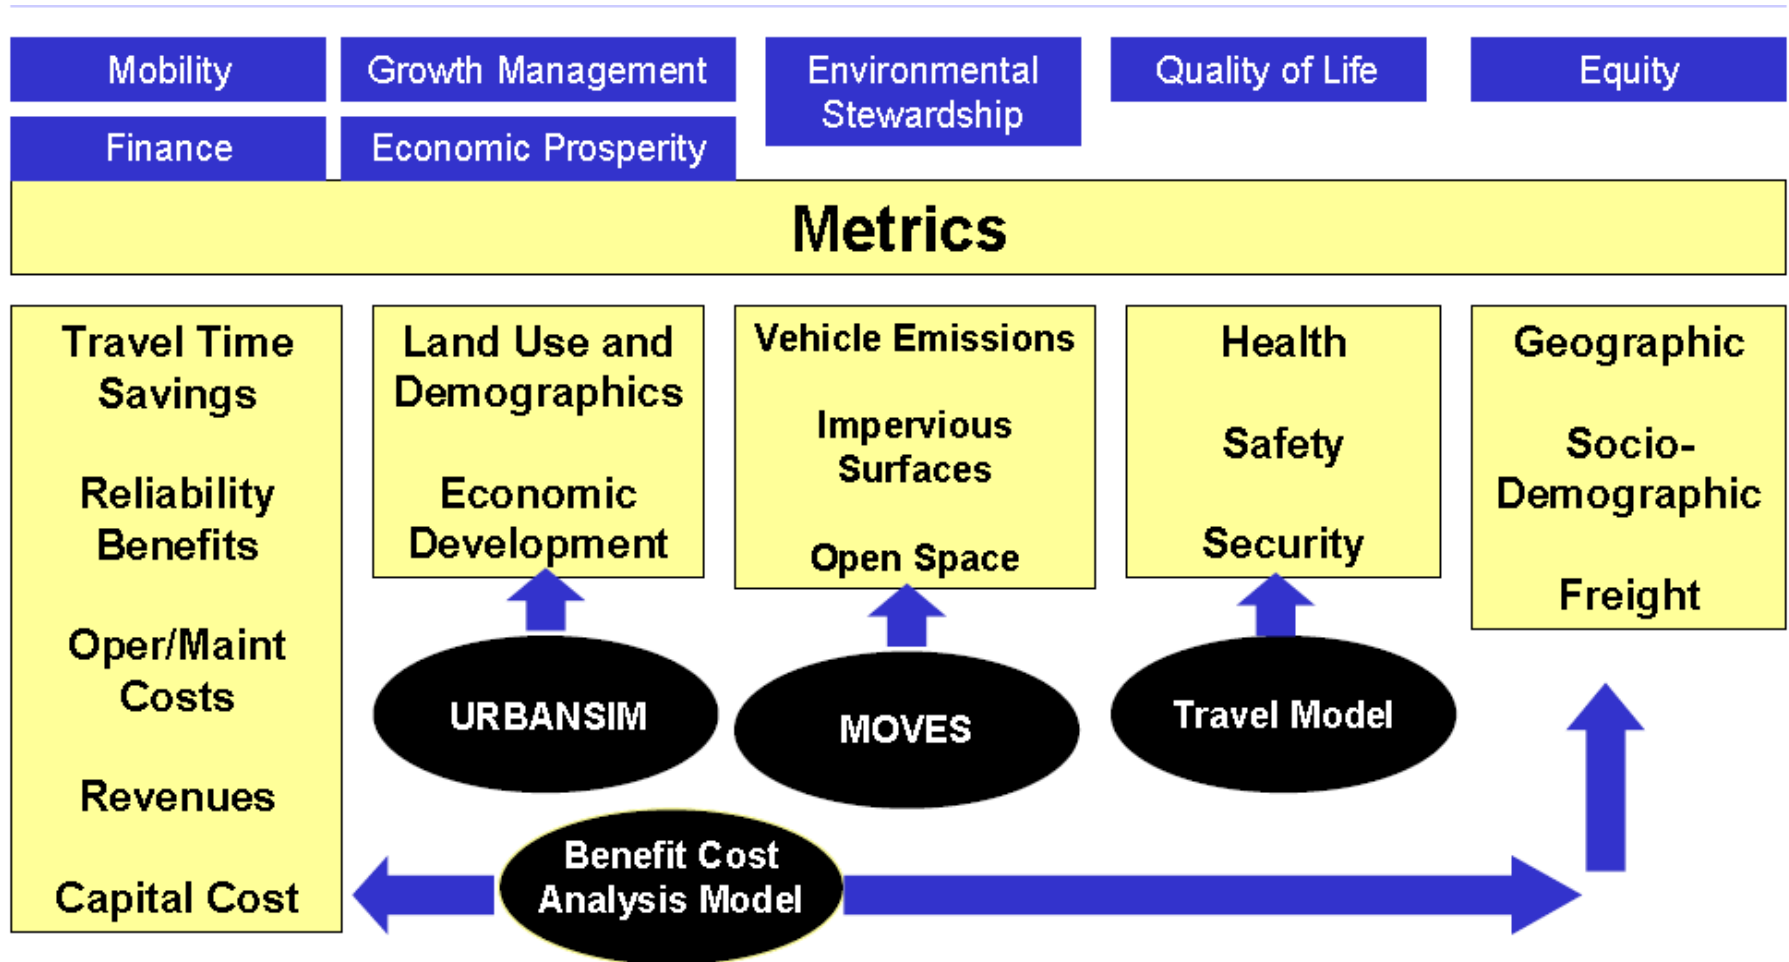 Mobility
Growth Management
Environmental
Stewardship
Quality of Life
Equity
Finance
Economic Prosperity
Metrics
Travel Time
Savings
Reliability
Benefits
Oper/Maint
Costs
Revenues
Capital Cost
Land Use and
Demographics
Economic
Development
Vehicle Emissions
Impervious
Surfaces
Open Space
Health
Safety
Security
Geographic
Socio-
Demographic
Freight
URBANSIM
MOVES
Travel Model
Benefit Cost
Analysis Model